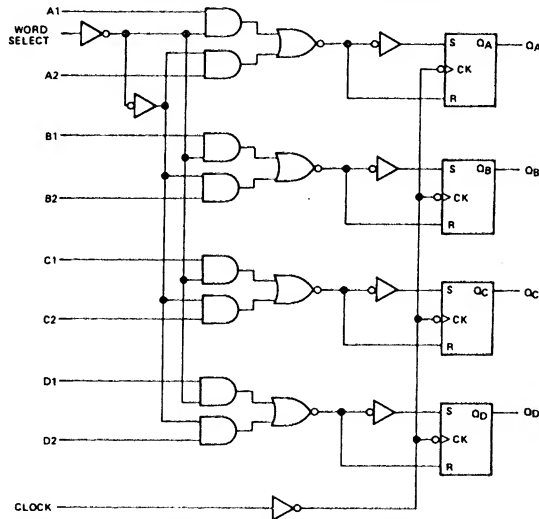 A1
WORD
SELECT
A2
S QA QA
CK
R
B1
B2
S QB QB
CK
R
C1
C2
S QC QC
CK
R
D1
D2
S QD QD
CK
R
CLOCK